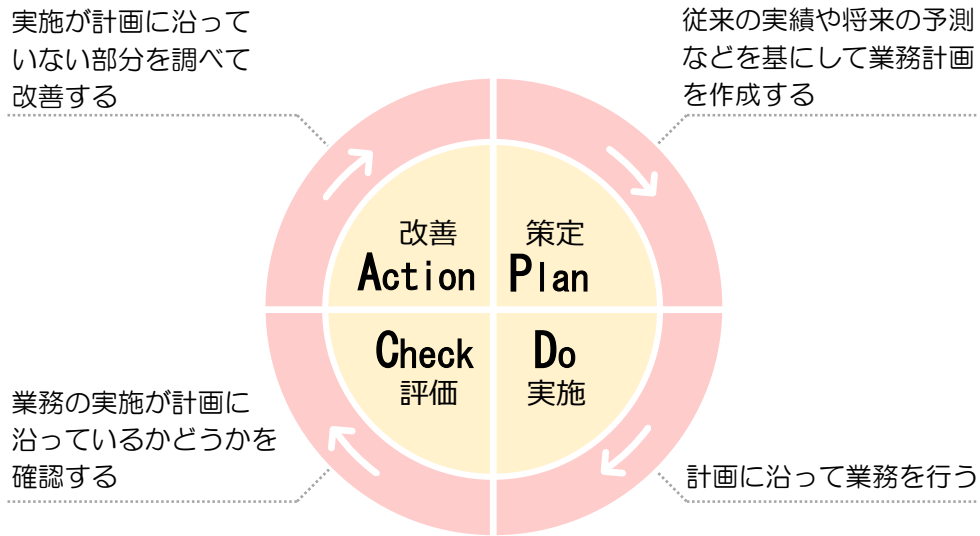 実施が計画に沿って
いない部分を調べて
改善する
従来の実績や将来の予測
などを基にして業務計画
を作成する
改善
Action
策定
Plan
Check
評価
Do
実施
業務の実施が計画に
沿っているかどうかを
確認する
計画に沿って業務を行う